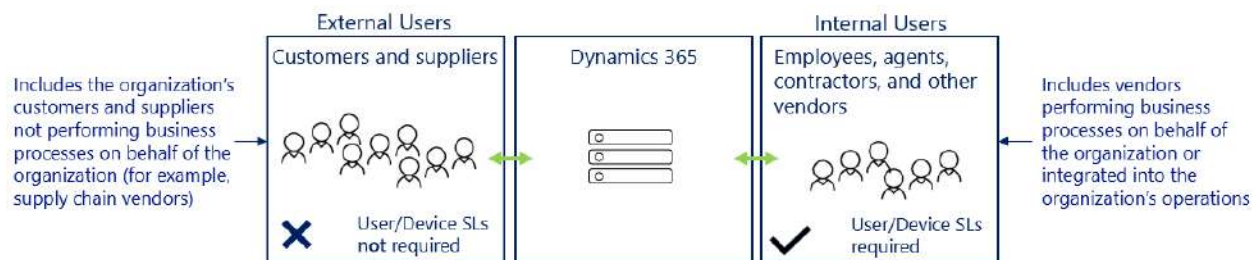 External Users
Internal Users
Customers and suppliers
Dynamics 365
Employees, agents,
contractors, and other
vendors
Includes the organization's
customers and suppliers
not performing business
processes on behalf of the
organization (for example,
supply chain vendors)
Includes vendors
performing business
processes on behalf of
the organization or
integrated into the
organization's operations
User/Device SLs
not required
User/Device SLs
required